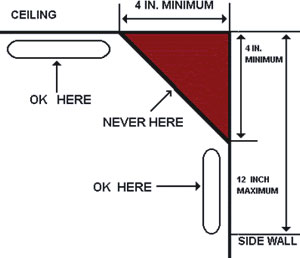 4 IN. MINIMUM
CEILING
4 IN.
MINIMUM
OK HERE
NEVER HERE
OK HERE
12 INCH
MAXIMUM
SIDE WALL